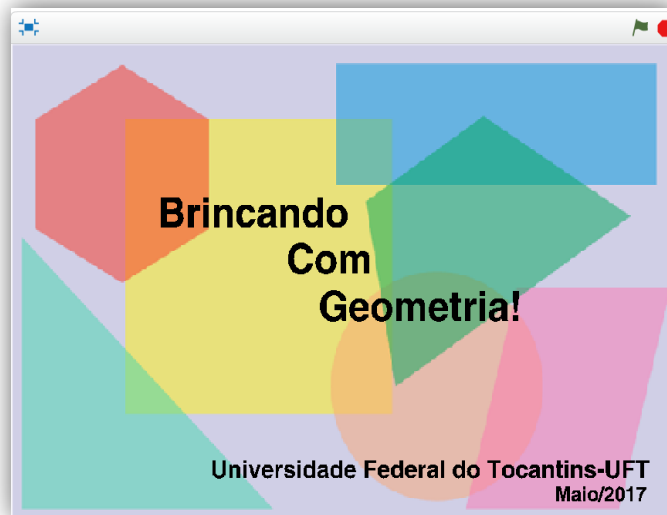 Brincando
Com
Geometria!
Universidade Federal do Tocantins-UFT
Maio/2017